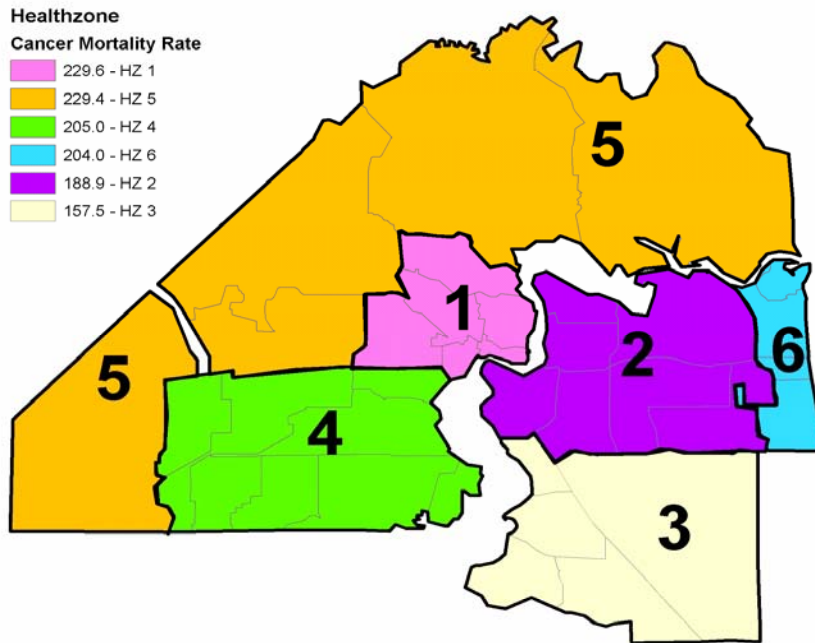 Healthzone
Cancer Mortality Rate
229.6 - HZ 1
229.4 - HZ 5
205.0 - HZ 4
204.0 - HZ 6
188.9 - HZ 2
157.5 - HZ 3
5
1
2
6
5
4
3